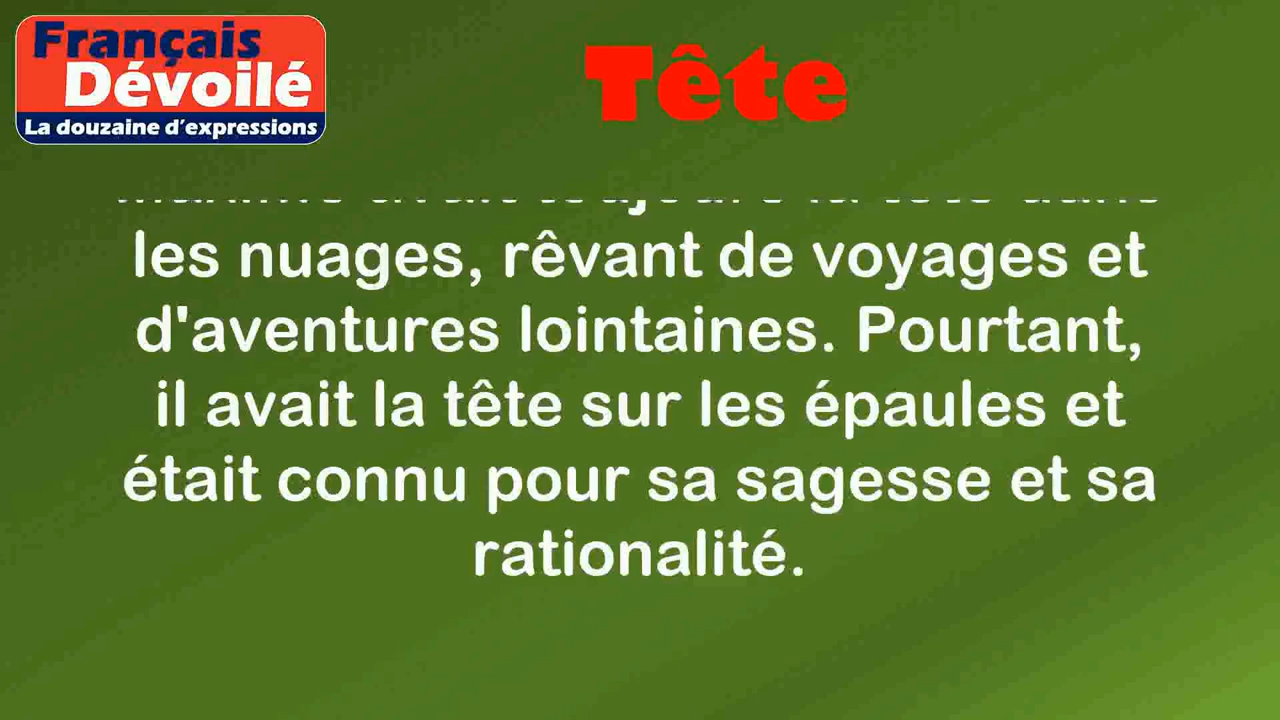 Français
Dévoilé
La douzaine d'expressions
Tête
les nuages, rêvant de voyages et
d'aventures lointaines. Pourtant,
il avait la tête sur les épaules et
était connu pour sa sagesse et sa
rationalité.